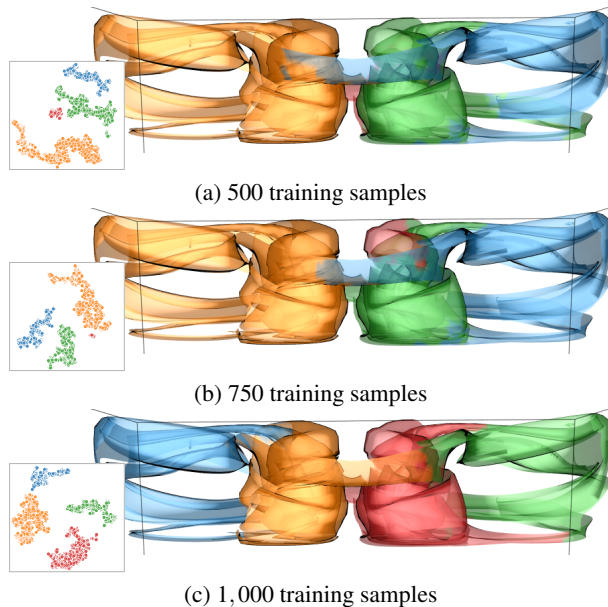 (a) 500 training samples
(b) 750 training samples
(c) 1,000 training samples